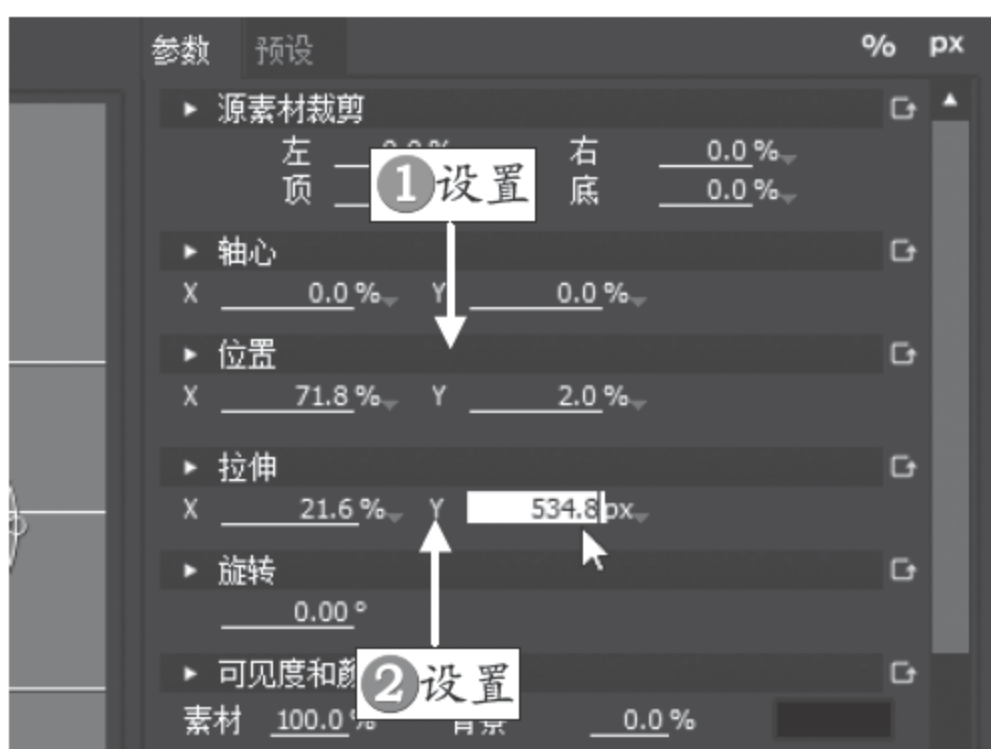 参数 预设 % px
源素材裁剪
左 右 0.0 %
顶 底 0.0 %
1 设置
轴心
X 0.0 % Y 0.0 %
位置
X 71.8 % Y 2.0 %
拉伸
X 21.6 % Y 534.8 px
旋转
0.00 °
可见度和
2 设置
素材 100.0 % 背景 0.0 %